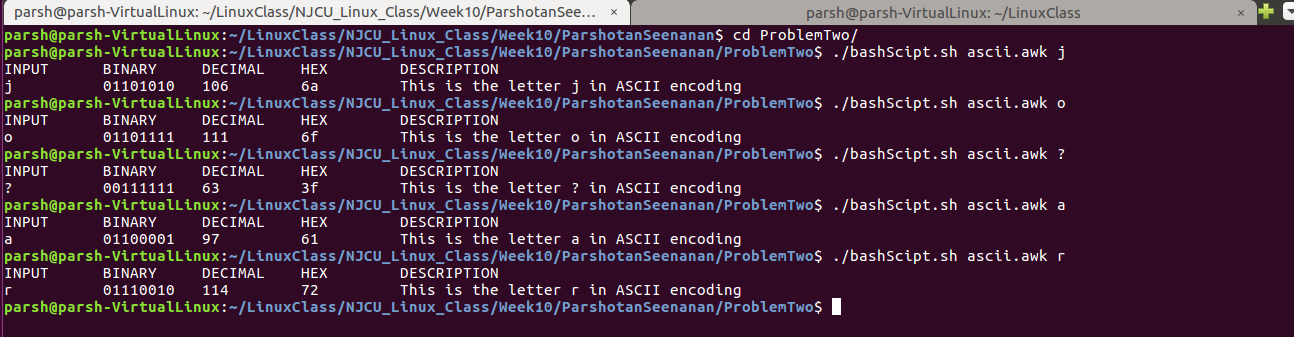 parsh@parsh-VirtualLinux: ~/LinuxClass/NJCU_Linux_Class/Week10/ParshotanSee... × parsh@parsh-VirtualLinux: ~/LinuxClass ×
parsh@parsh-VirtualLinux:~/LinuxClass/NJCU_Linux_Class/Week10/ParshotanSeenanan$ cd ProblemTwo/
parsh@parsh-VirtualLinux:~/LinuxClass/NJCU_Linux_Class/Week10/ParshotanSeenanan/ProblemTwo$ ./bashScipt.sh ascii.awk j
INPUT BINARY DECIMAL HEX DESCRIPTION
j 01101010 106 6a This is the letter j in ASCII encoding
parsh@parsh-VirtualLinux:~/LinuxClass/NJCU_Linux_Class/Week10/ParshotanSeenanan/ProblemTwo$ ./bashScipt.sh ascii.awk o
INPUT BINARY DECIMAL HEX DESCRIPTION
o 01101111 111 6f This is the letter o in ASCII encoding
parsh@parsh-VirtualLinux:~/LinuxClass/NJCU_Linux_Class/Week10/ParshotanSeenanan/ProblemTwo$ ./bashScipt.sh ascii.awk ?
INPUT BINARY DECIMAL HEX DESCRIPTION
? 00111111 63 3f This is the letter ? in ASCII encoding
parsh@parsh-VirtualLinux:~/LinuxClass/NJCU_Linux_Class/Week10/ParshotanSeenanan/ProblemTwo$ ./bashScipt.sh ascii.awk a
INPUT BINARY DECIMAL HEX DESCRIPTION
a 01100001 97 61 This is the letter a in ASCII encoding
parsh@parsh-VirtualLinux:~/LinuxClass/NJCU_Linux_Class/Week10/ParshotanSeenanan/ProblemTwo$ ./bashScipt.sh ascii.awk r
INPUT BINARY DECIMAL HEX DESCRIPTION
r 01110010 114 72 This is the letter r in ASCII encoding
parsh@parsh-VirtualLinux:~/LinuxClass/NJCU_Linux_Class/Week10/ParshotanSeenanan/ProblemTwo$